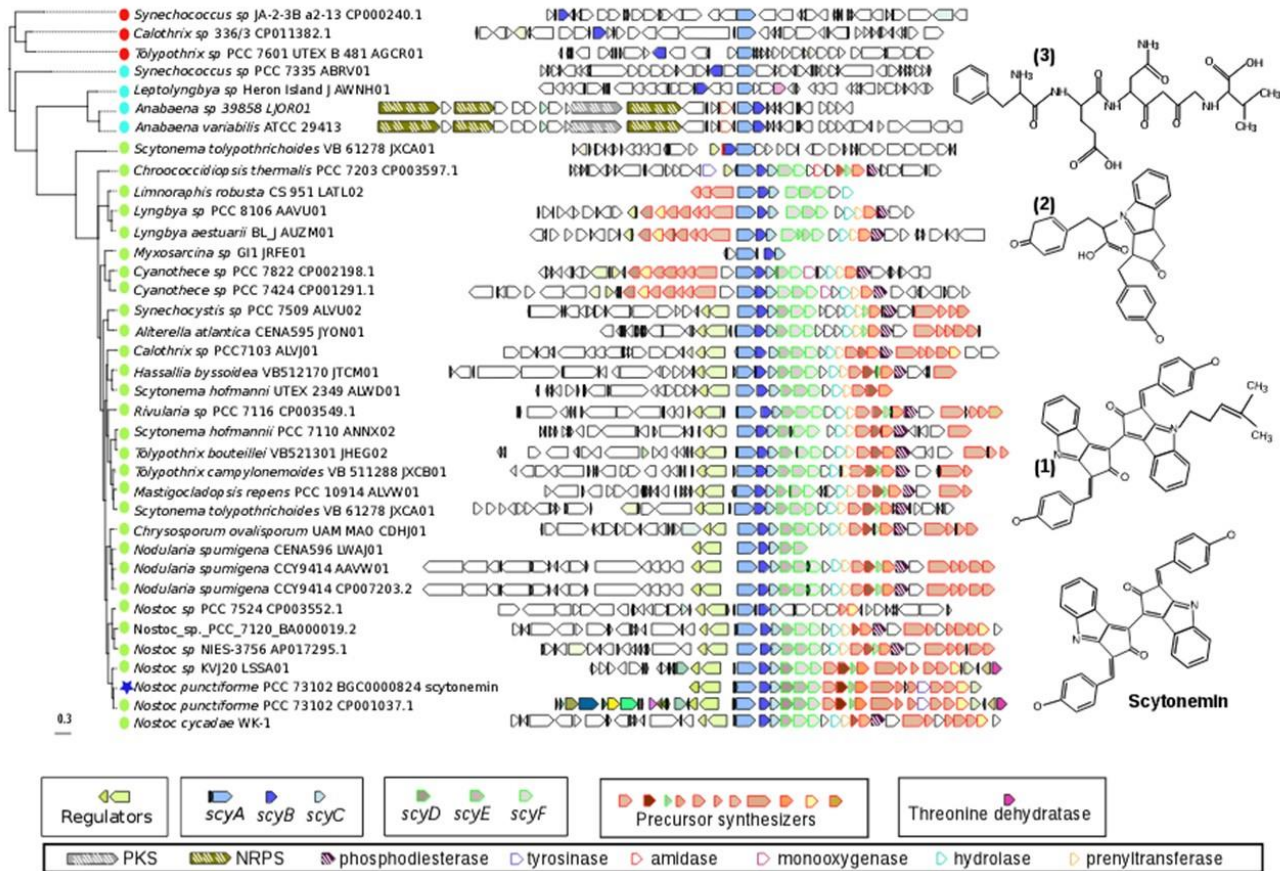 Synechococcus sp JA-2-3B a2-13 CP000240.1
Calothrix sp 336/3 CP011382.1
Tolypothrix sp PCC 7601 UTEX B 481 AGCR01
Synechococcus sp PCC 7335 ABRV01
Leptolyngbya sp Heron Island J AWNH01
Anabaena sp 39858 LJOR01
Anabaena variabilis ATCC 29413
Scytonema tolypothrichoides VB 61278 JXCA01
Chroococcidiopsis thermalis PCC 7203 CP003597.1
Limnoraphis robusta CS 951 LATL02
Lyngbya sp PCC 8106 AAVU01
Lyngbya aestuarii BL_J AUZM01
Myxosarcina sp GI1 JRFE01
Cyanothece sp PCC 7822 CP002198.1
Cyanothece sp PCC 7424 CP001291.1
Synechocystis sp PCC 7509 ALVU02
Aliterella atlantica CENA595 JYON01
Calothrix sp PCC7103 ALVJ01
Hassallia byssoidea VB512170 JTCM01
Scytonema hofmanni UTEX 2349 ALWD01
Rivularia sp PCC 7116 CP003549.1
Scytonema hofmannii PCC 7110 ANNX02
Tolypothrix bouteillei VB521301 JHEG02
Tolypothrix campylonemoides VB 511288 JXCB01
Mastigocladopsis repens PCC 10914 ALVW01
Scytonema tolypothrichoides VB 61278 JXCA01
Chrysosporum ovalisporum UAM MAO CDHJ01
Nodularia spumigena CENA596 LWAJ01
Nodularia spumigena CCY9414 AAVW01
Nodularia spumigena CCY9414 CP007203.2
Nostoc sp PCC 7524 CP003552.1
Nostoc_sp._PCC_7120_BA000019.2
Nostoc sp NIES-3756 AP017295.1
Nostoc sp KVJ20 LSSA01
Nostoc punctiforme PCC 73102 BGC0000824 scytonemin
Nostoc punctiforme PCC 73102 CP001037.1
Nostoc cycadae WK-1
0.3
(3)
NH₃
NH
O
O
OH
O
NH
O
NH₃
O
O
NH
O
OH
CH₃
CH₃
(2)
O
HO
O
N
O
O
(1)
O
O
N
CH₃
CH₃
N
O
O
O
O
N
N
O
O
Scytonemin
Regulators
scyA scyB scyC
scyD scyE scyF
Precursor synthesizers
Threonine dehydratase
PKS NRPS phosphodiesterase tyrosinase amidase monooxygenase hydrolase prenyltransferase